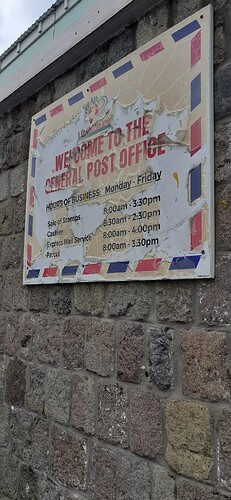 WELCOME TO THE
GENERAL POST OFFICE
HOURS OF BUSINESS Monday - Friday
Sale of Stamps 8:00am - 3:30pm
Cashier 8:30am - 2:30pm
Express Mail Service 8:00am - 4:00pm
Parcel 8:00am - 3:30pm